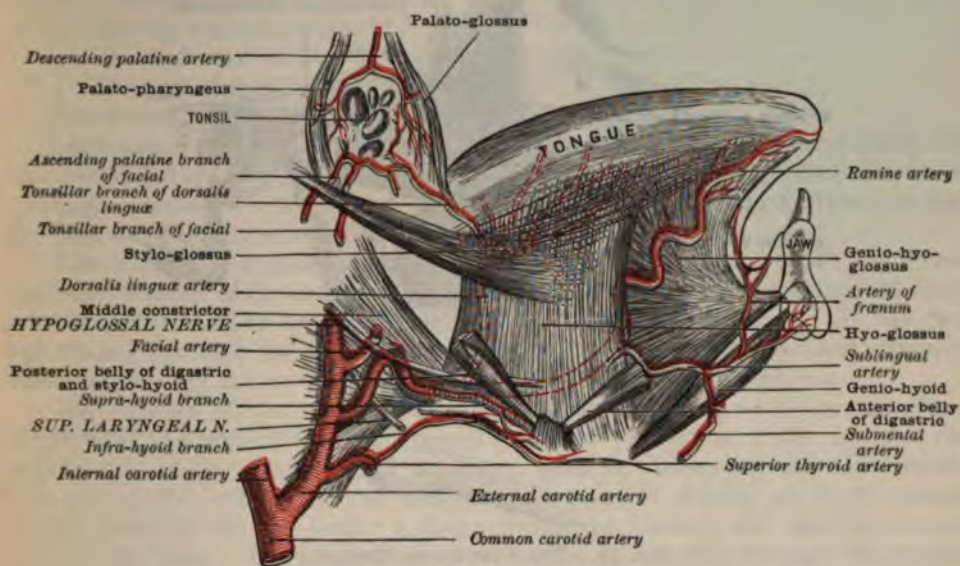 Palato-glossus
Descending palatine artery
Palato-pharyngeus
TONSIL
Ascending palatine branch
of facial
Tonsillar branch of dorsalis
linguæ
Tonsillar branch of facial
Stylo-glossus
Dorsalis linguæ artery
Middle constrictor
HYPOGLOSSAL NERVE
Facial artery
Posterior belly of digastric
and stylo-hyoid
Supra-hyoid branch
SUP. LARYNGEAL N.
Infra-hyoid branch
Internal carotid artery
TONGUE
JAW
Ranine artery
Genio-hyo-
glossus
Artery of
frænum
Hyo-glossus
Sublingual
artery
Genio-hyoid
Anterior belly
of digastric
Submental
artery
Superior thyroid artery
External carotid artery
Common carotid artery